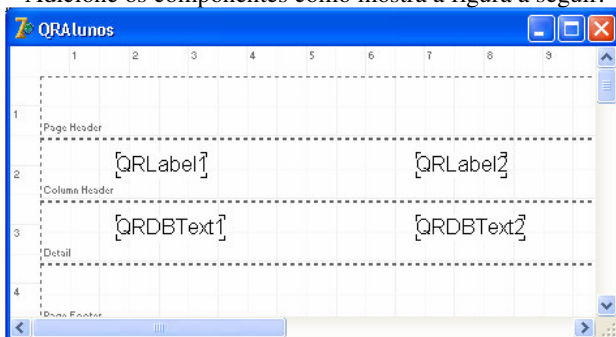 Adicione os componentes como mostra a figura a seguir:
QRAlunos
1 2 3 4 5 6 7 8 9
1
Page Header
QRLabel1 QRLabel2
2
Column Header
QRDBText1 QRDBText2
3
Detail
4
Page Footer